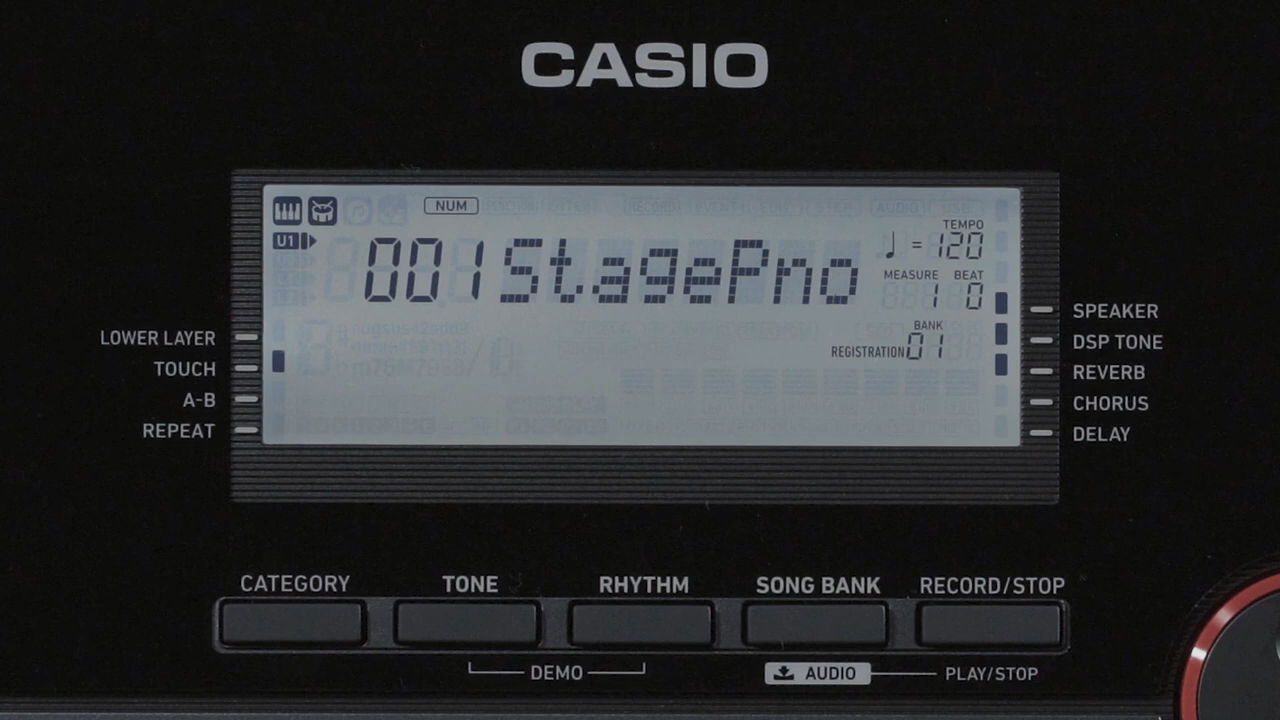 CASIO
NUM
TEMPO
U1
001 StagePno
♩ = 120
MEASURE BEAT
1 0
SPEAKER
BANK
LOWER LAYER
DSP TONE
REGISTRATION 01
TOUCH
REVERB
A-B
CHORUS
REPEAT
DELAY
CATEGORY TONE RHYTHM SONG BANK RECORD/STOP
DEMO AUDIO PLAY/STOP